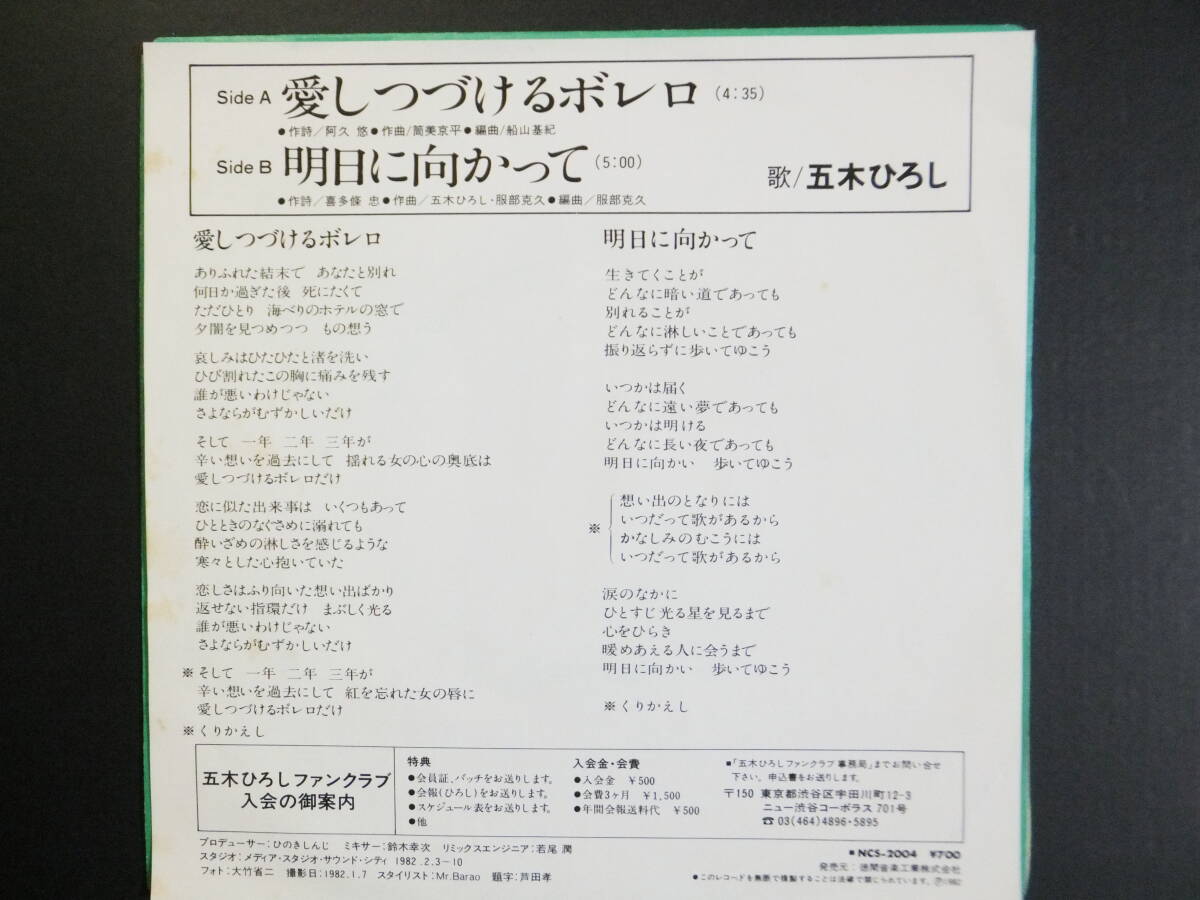 Side A 愛しつづけるボレロ (4:35)
●作詩/阿久 悠●作曲/筒美京平●編曲/船山基紀
Side B 明日に向かって (5:00)
歌/五木ひろし
●作詩/喜多條 忠●作曲/五木ひろし・服部克久●編曲/服部克久
愛しつづけるボレロ
ありふれた結末で あなたと別れ
何日か過ぎた後 死にたくて
ただひとり 海べりのホテルの窓で
夕闇を見つめつつ もの想う
哀しみはひたひたと渚を洗い
ひび割れたこの胸に痛みを残す
誰が悪いわけじゃない
さよならがむずかしいだけ
そして 一年 二年 三年が
辛い想いを過去にして 揺れる女の心の奥底は
愛しつづけるボレロだけ
恋に似た出来事は いくつもあって
ひとときのなぐさめに溺れても
酔いざめの淋しさを感じるような
寒々とした心抱いていた
恋しさはふり向いた想い出ばかり
返せない指環だけ まぶしく光る
誰が悪いわけじゃない
さよならがむずかしいだけ
※そして 一年 二年 三年が
辛い想いを過去にして 紅を忘れた女の唇に
愛しつづけるボレロだけ
※くりかえし
明日に向かって
生きてくことが
どんなに暗い道であっても
別れることが
どんなに淋しいことであっても
振り返らずに歩いてゆこう
いつかは届く
どんなに遠い夢であっても
いつかは明ける
どんなに長い夜であっても
明日に向かい 歩いてゆこう
想い出のとなりには
いつだって歌があるから
※
かなしみのむこうには
いつだって歌があるから
涙のなかに
ひとすじ光る星を見るまで
心をひらき
暖めあえる人に会うまで
明日に向かい 歩いてゆこう
※くりかえし
五木ひろしファンクラブ
入会の御案内
特典
●会員証、バッチをお送りします。
●会報(ひろし)をお送りします。
●スケジュール表をお送りします。
●他
入会金・会費
●入会金 ¥500
●会費3ヶ月 ¥1,500
●年間会報送料代 ¥500
■「五木ひろしファンクラブ事務局」までお問い合せ
下さい。申込書をお送りします。
〒150 東京都渋谷区宇田川町12-3
ニュー渋谷コーポラス 701号
☎03(464)4896・5895
プロデューサー:ひのきしんじ ミキサー:鈴木幸次 リミックスエンジニア:若尾 潤
スタジオ:メディア・スタジオ・サウンド・シティ 1982.2.3-10
フォト:大竹省二 撮影日:1982.1.7 スタイリスト:Mr.Barao 題字:芦田孝
■NCS-2004 ¥700
発売元:徳間音楽工業株式会社
●このレコードを無断で複製することは法律で禁じられています。Ⓟ1982